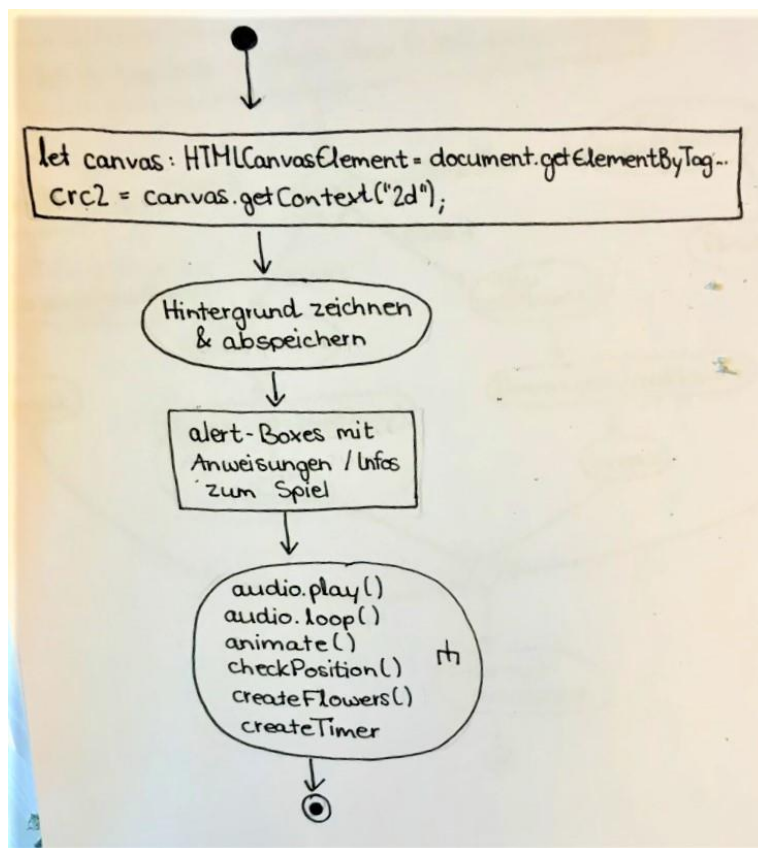 let canvas: HTMLCanvasElement = document.getElementByTag...
crc2 = canvas.getContext("2d");
Hintergrund zeichnen
& abspeichern
alert-Boxes mit
Anweisungen / Infos
zum Spiel
audio.play()
audio.loop()
animate()
checkPosition()
createFlowers()
createTimer